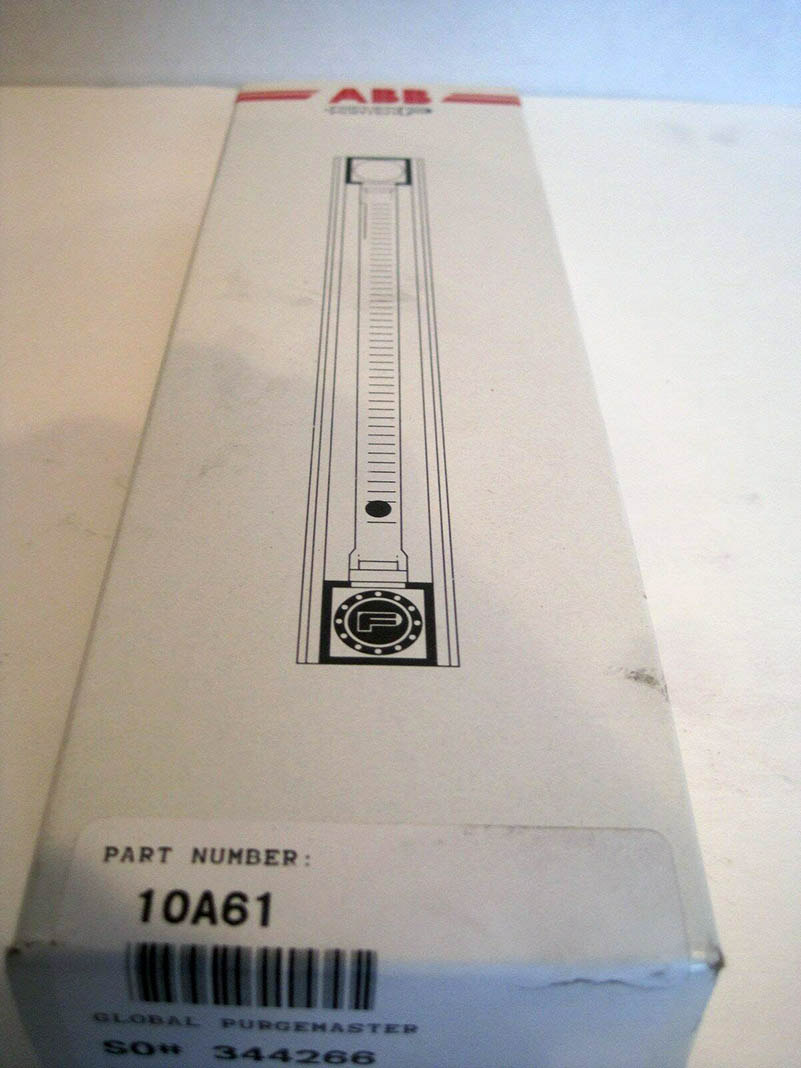 ABB
F
PART NUMBER:
10A61
GLOBAL PURGEMASTER
SO# 344266